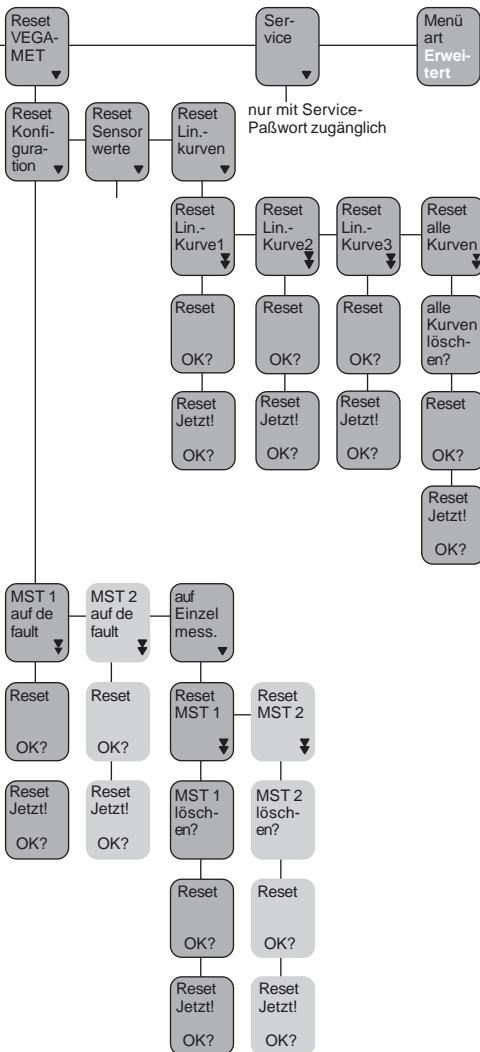 Reset
VEGA-
MET
Ser-
vice
Menü
art
Erwei-
tert
nur mit Service-
Paßwort zugänglich
Reset
Konfi-
gura-
tion
Reset
Sensor
werte
Reset
Lin.-
kurven
Reset
Lin.-
Kurve1
Reset
Lin.-
Kurve2
Reset
Lin.-
Kurve3
Reset
alle
Kurven
Reset
OK?
Reset
OK?
Reset
OK?
alle
Kurven
lösch-
en?
Reset
Jetzt!
OK?
Reset
Jetzt!
OK?
Reset
Jetzt!
OK?
Reset
OK?
Reset
Jetzt!
OK?
MST 1
auf de
fault
MST 2
auf de
fault
auf
Einzel
mess.
Reset
OK?
Reset
OK?
Reset
MST 1
Reset
MST 2
Reset
Jetzt!
OK?
Reset
Jetzt!
OK?
MST 1
lösch-
en?
MST 2
lösch-
en?
Reset
OK?
Reset
OK?
Reset
Jetzt!
OK?
Reset
Jetzt!
OK?